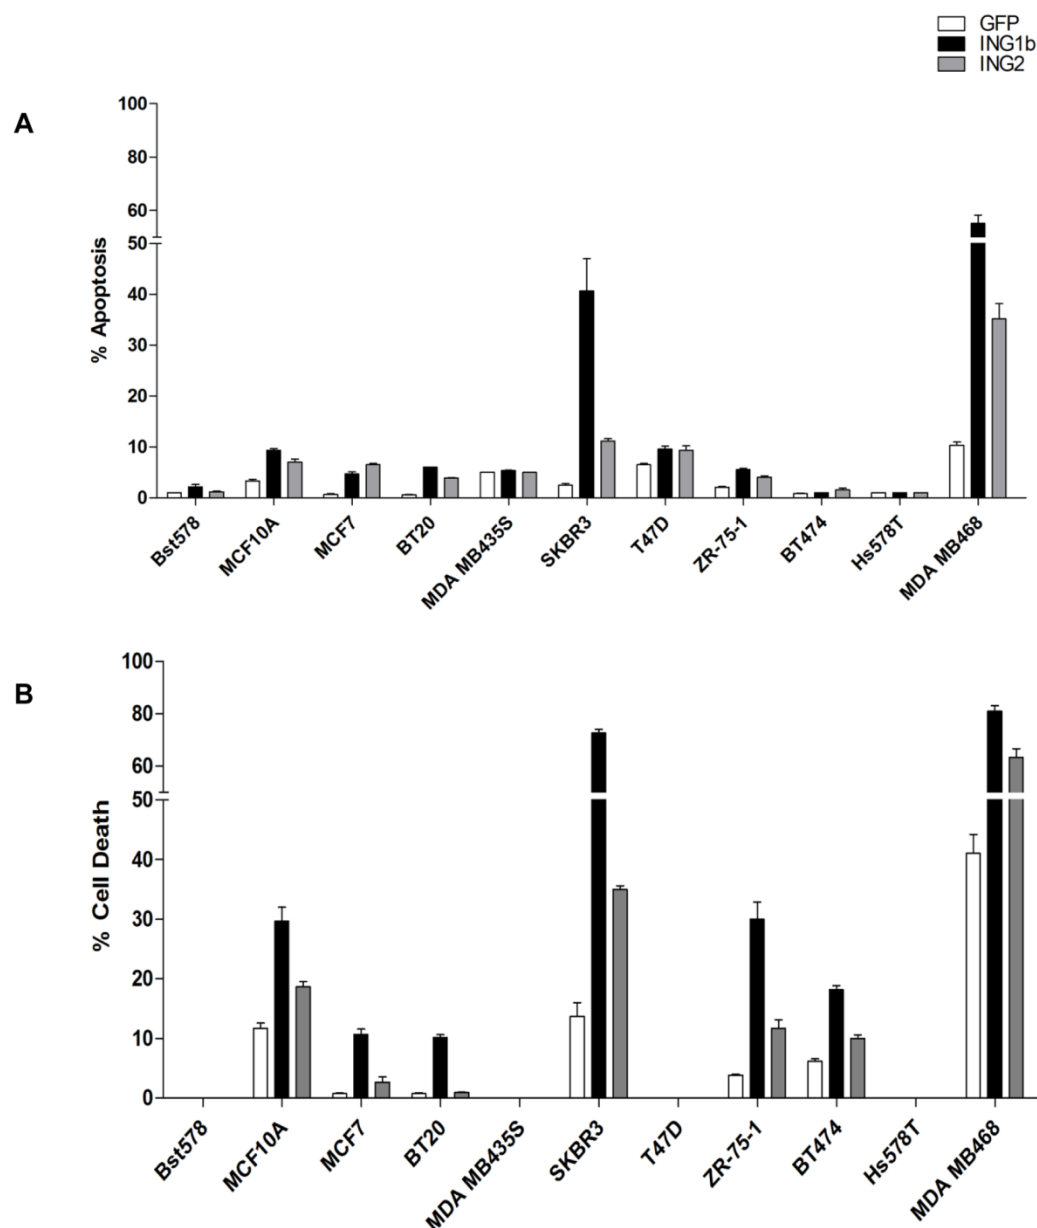 GFP
ING1b
ING2
A
% Apoptosis
100
80
60
50
40
30
20
10
0
Bst578
MCF10A
MCF7
BT20
MDA MB435S
SKBR3
T47D
ZR-75-1
BT474
Hs578T
MDA MB468
B
% Cell Death
100
80
60
50
40
30
20
10
0
Bst578
MCF10A
MCF7
BT20
MDA MB435S
SKBR3
T47D
ZR-75-1
BT474
Hs578T
MDA MB468